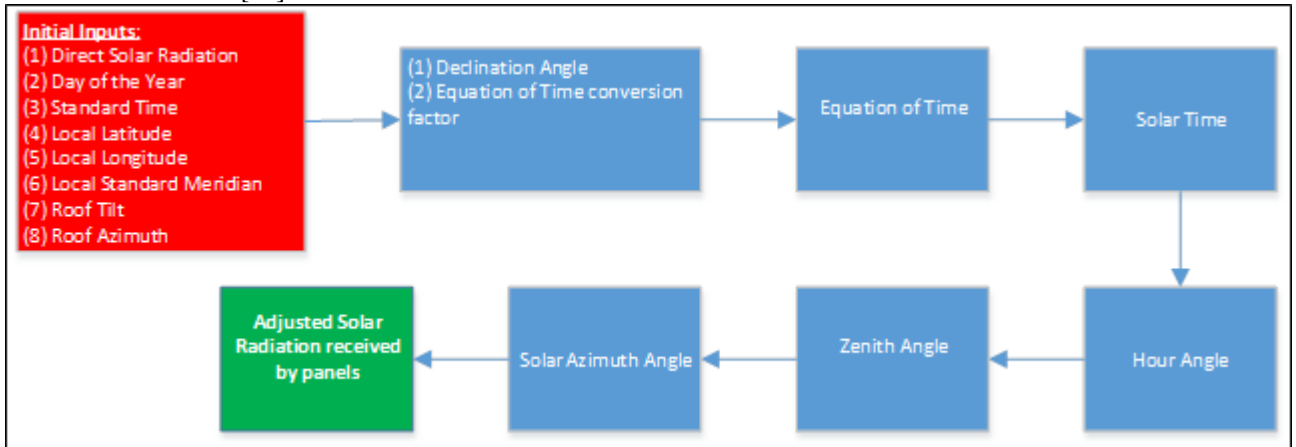 Initial Inputs:
(1) Direct Solar Radiation
(2) Day of the Year
(3) Standard Time
(4) Local Latitude
(5) Local Longitude
(6) Local Standard Meridian
(7) Roof Tilt
(8) Roof Azimuth
(1) Declination Angle
(2) Equation of Time conversion
factor
Equation of Time
Solar Time
Hour Angle
Zenith Angle
Solar Azimuth Angle
Adjusted Solar
Radiation received
by panels